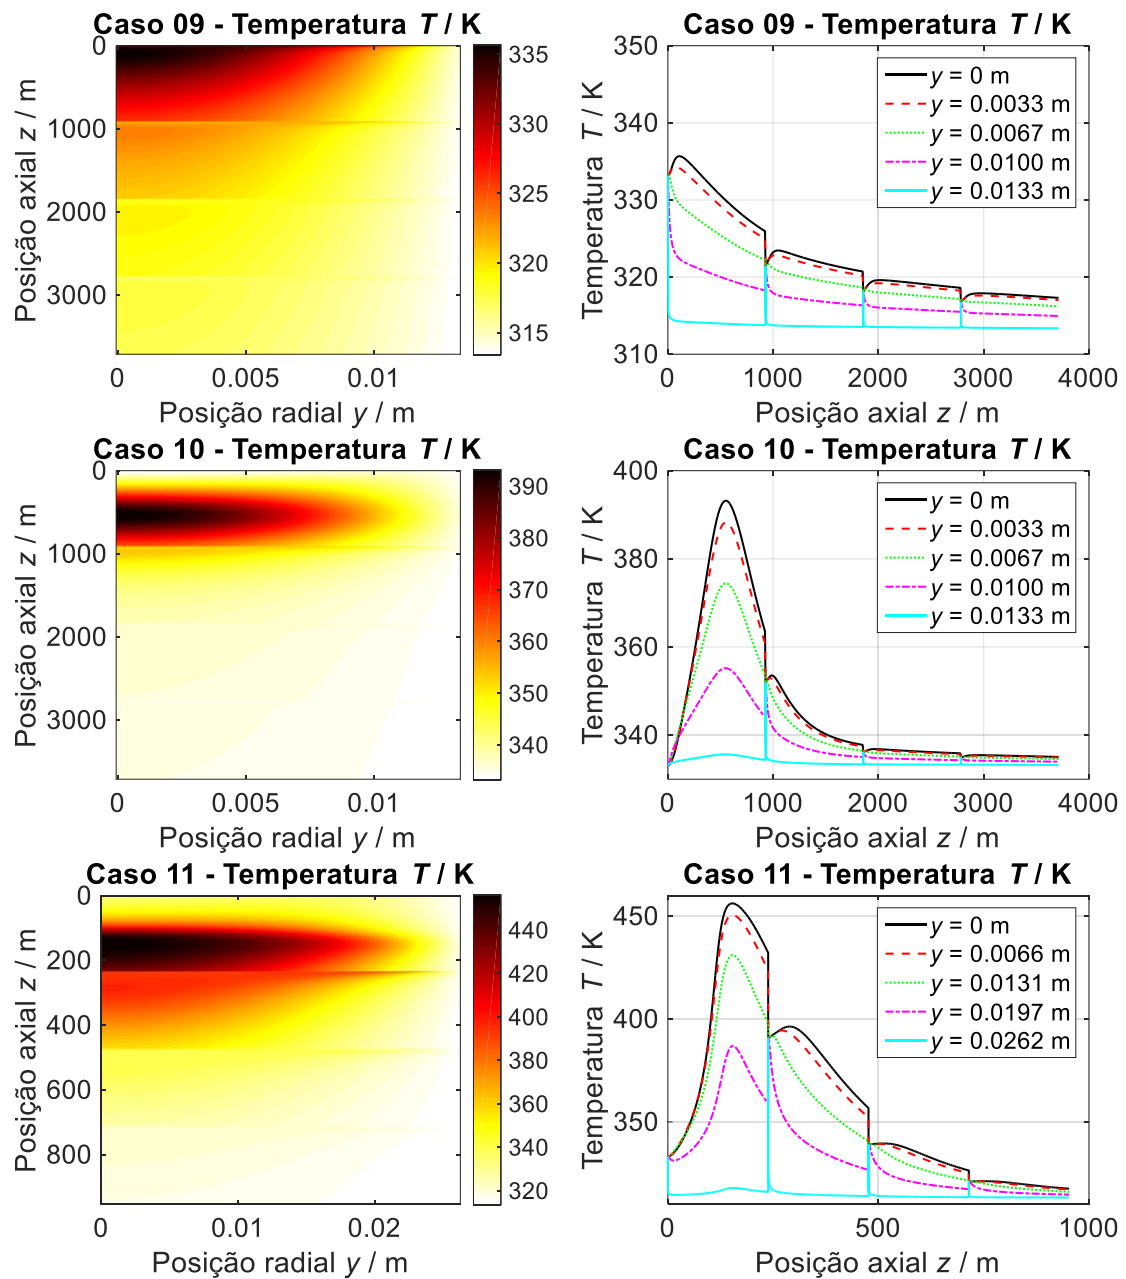 Caso 09 - Temperatura T / K
0
1000
2000
3000
Posição axial z / m
0
0.005
0.01
Posição radial y / m
335
330
325
320
315
Caso 09 - Temperatura T / K
350
340
330
320
310
Temperatura T / K
y = 0 m
y = 0.0033 m
y = 0.0067 m
y = 0.0100 m
y = 0.0133 m
0
1000
2000
3000
4000
Posição axial z / m
Caso 10 - Temperatura T / K
0
1000
2000
3000
Posição axial z / m
0
0.005
0.01
Posição radial y / m
390
380
370
360
350
340
Caso 10 - Temperatura T / K
400
380
360
340
Temperatura T / K
y = 0 m
y = 0.0033 m
y = 0.0067 m
y = 0.0100 m
y = 0.0133 m
0
1000
2000
3000
4000
Posição axial z / m
Caso 11 - Temperatura T / K
0
200
400
600
800
Posição axial z / m
0
0.01
0.02
Posição radial y / m
440
420
400
380
360
340
320
Caso 11 - Temperatura T / K
450
400
350
Temperatura T / K
y = 0 m
y = 0.0066 m
y = 0.0131 m
y = 0.0197 m
y = 0.0262 m
0
500
1000
Posição axial z / m